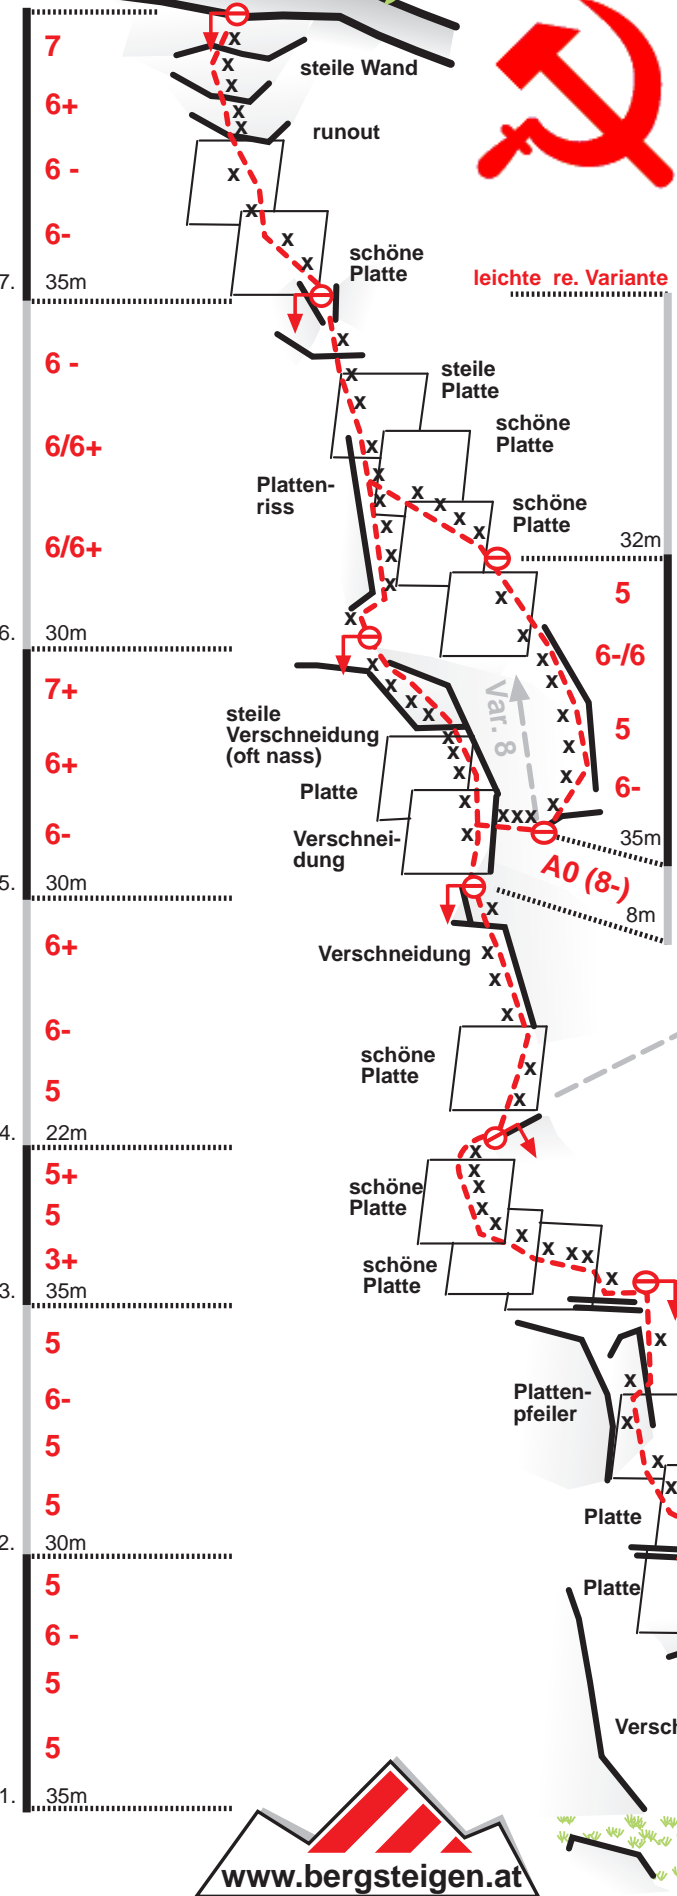 7
steile Wand
6+
runout
6 -
6-
schöne
Platte
7.
35m
leichte re. Variante
6 -
steile
Platte
schöne
Platte
6/6+
Platten-
riss
schöne
Platte
32m
6/6+
5
6.
30m
6-/6
7+
Var. 8
steile
Verschneidung
(oft nass)
5
6+
Platte
6-
6-
Verschnei-
dung
35m
A0 (8-)
5.
30m
8m
6+
Verschneidung
6-
schöne
Platte
5
4.
22m
5+
schöne
Platte
5
3+
schöne
Platte
3.
35m
5
6-
Platten-
pfeiler
5
5
Platte
2.
30m
5
Platte
6 -
5
Versch
5
1.
35m
www.bergsteigen.at